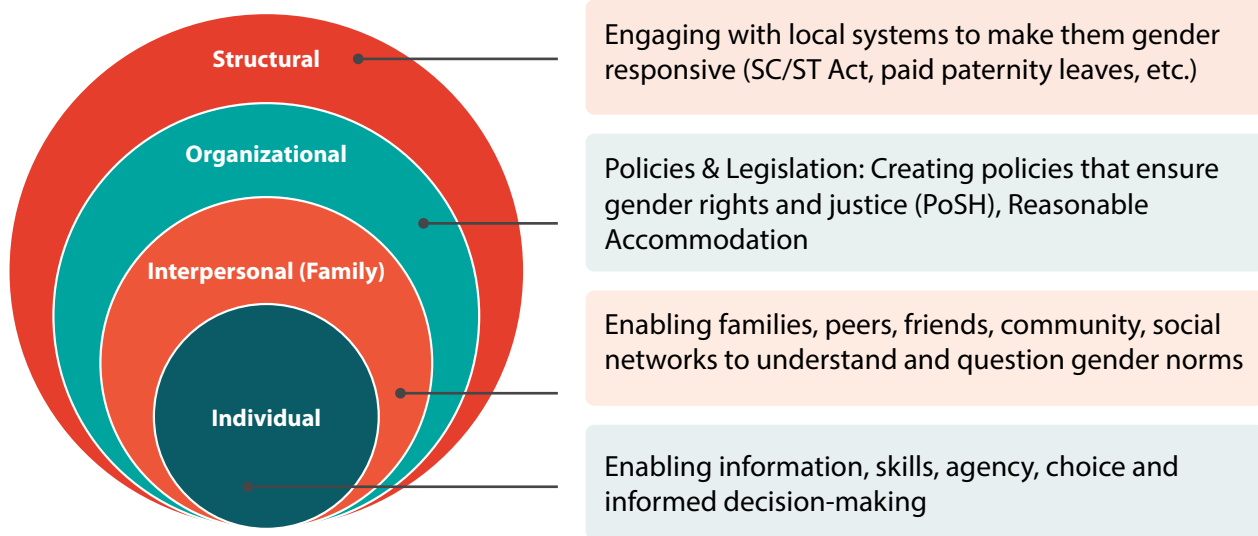 Structural
Engaging with local systems to make them gender
responsive (SC/ST Act, paid paternity leaves, etc.)
Organizational
Policies & Legislation: Creating policies that ensure
gender rights and justice (PoSH), Reasonable
Accommodation
Interpersonal (Family)
Enabling families, peers, friends, community, social
networks to understand and question gender norms
Individual
Enabling information, skills, agency, choice and
informed decision-making